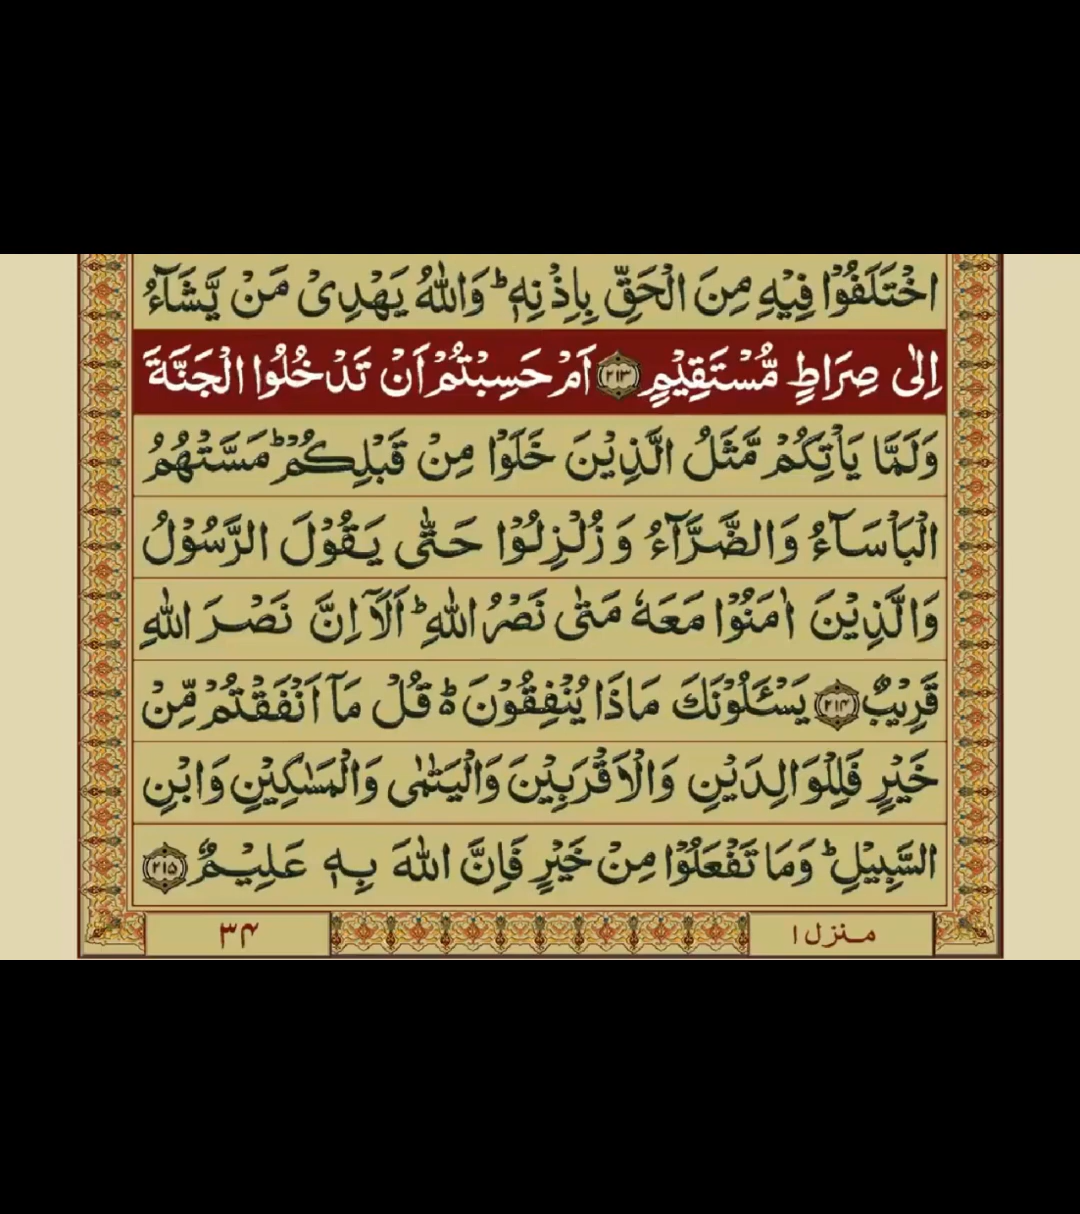 اخْتَلَفُوْا فِيْهِ مِنَ الْحَقِّ بِاِذْنِهٖ ؕ وَاللّٰهُ يَهْدِىْ مَنْ يَّشَآءُ
اِلٰى صِرَاطٍ مُّسْتَقِيْمٍ ﴿۲۱۳﴾ اَمْ حَسِبْتُمْ اَنْ تَدْخُلُوا الْجَنَّةَ
وَلَمَّا يَاْتِكُمْ مَّثَلُ الَّذِيْنَ خَلَوْا مِنْ قَبْلِكُمْ ؕ مَسَّتْهُمُ
الْبَاْسَآءُ وَالضَّرَّآءُ وَ زُلْزِلُوْا حَتّٰى يَقُوْلَ الرَّسُوْلُ
وَالَّذِيْنَ اٰمَنُوْا مَعَهٗ مَتٰى نَصْرُ اللّٰهِ ؕ اَلَاۤ اِنَّ نَصْرَ اللّٰهِ
قَرِيْبٌ ﴿۲۱۴﴾ يَسْـَٔلُوْنَكَ مَاذَا يُنْفِقُوْنَ ؕ۬ قُلْ مَاۤ اَنْفَقْتُمْ مِّنْ
خَيْرٍ فَلِلْوَالِدَيْنِ وَالْاَقْرَبِيْنَ وَالْيَتٰمٰى وَالْمَسٰكِيْنِ وَابْنِ
السَّبِيْلِ ؕ وَمَا تَفْعَلُوْا مِنْ خَيْرٍ فَاِنَّ اللّٰهَ بِهٖ عَلِيْمٌ ﴿۲۱۵﴾
منزل ۱
۳۴